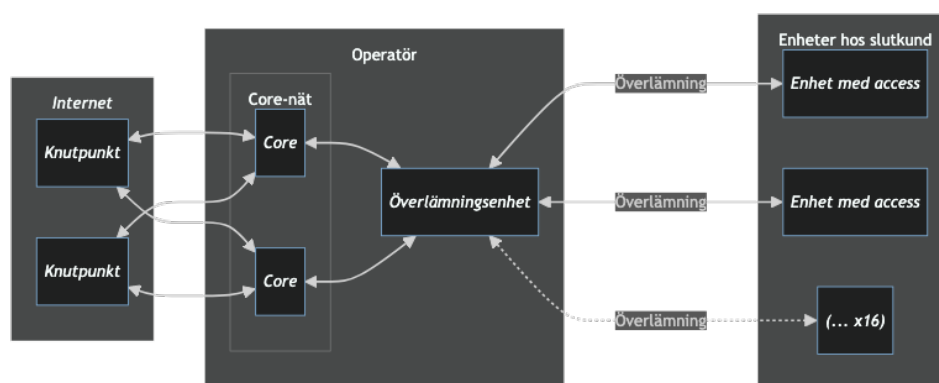 Internet
Knutpunkt
Knutpunkt
Operatör
Core-nät
Core
Core
Överlämningsenhet
Överlämning
Överlämning
Överlämning
Enheter hos slutkund
Enhet med access
Enhet med access
(... x16)